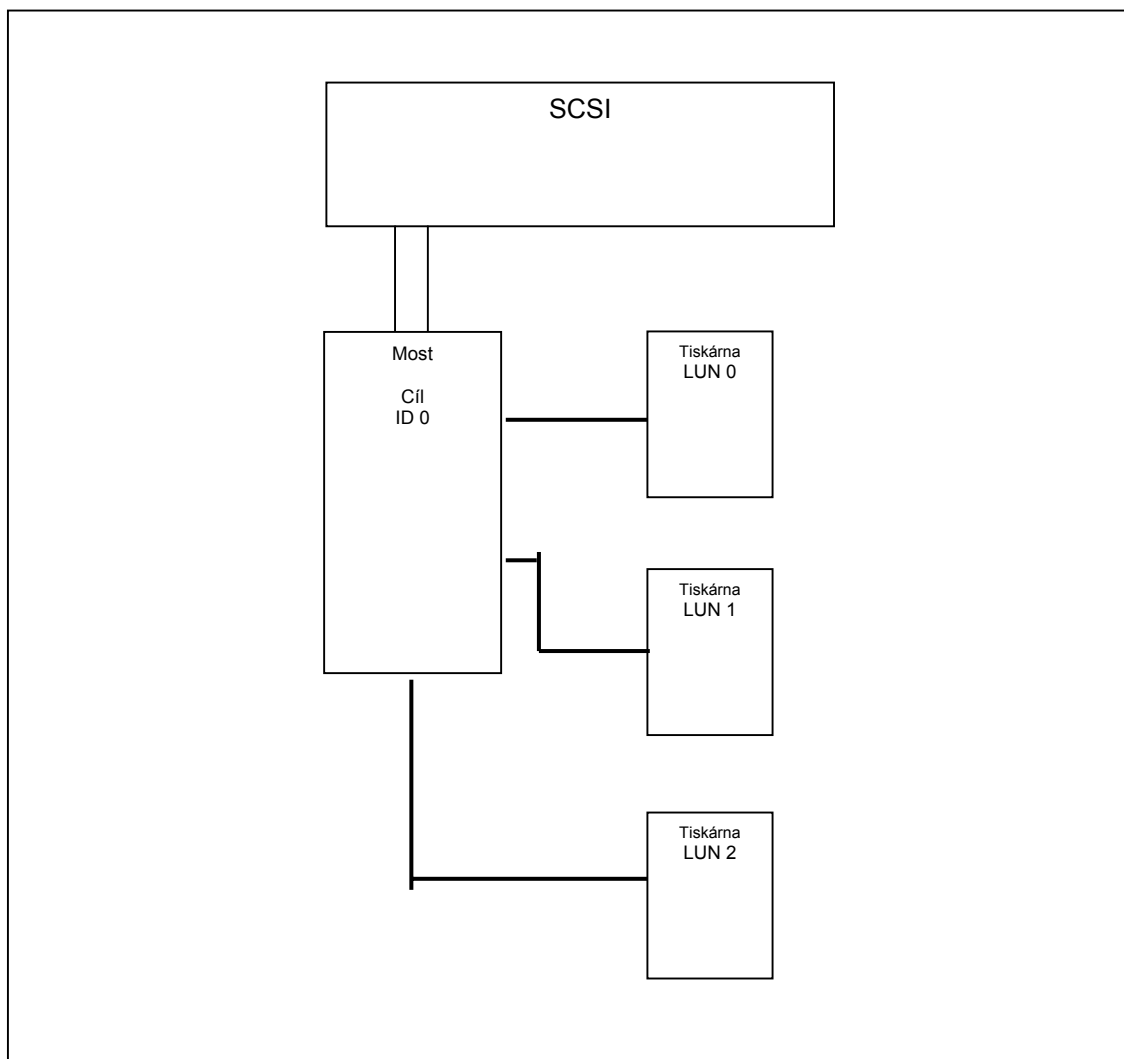 SCSI
Most
Cíl
ID 0
Tiskárna
LUN 0
Tiskárna
LUN 1
Tiskárna
LUN 2